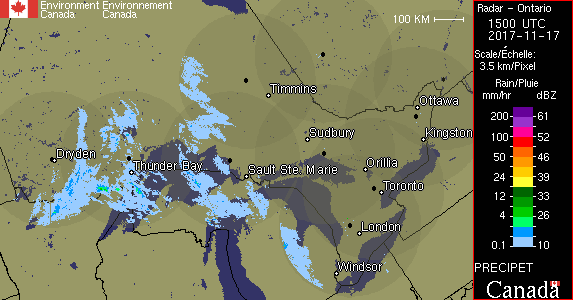 Environment Environnement
Canada Canada
100 KM
Timmins
Ottawa
Sudbury
Kingston
Dryden
Thunder Bay
Sault Ste. Marie
Orillia
Toronto
London
Windsor
Radar - Ontario
1500 UTC
2017-11-17
Scale/Échelle:
3.5 km/Pixel
Rain/Pluie
mm/hr dBZ
200 61
100 52
50 46
24 39
12 33
4 26
0.1 10
PRECIPET
Canada